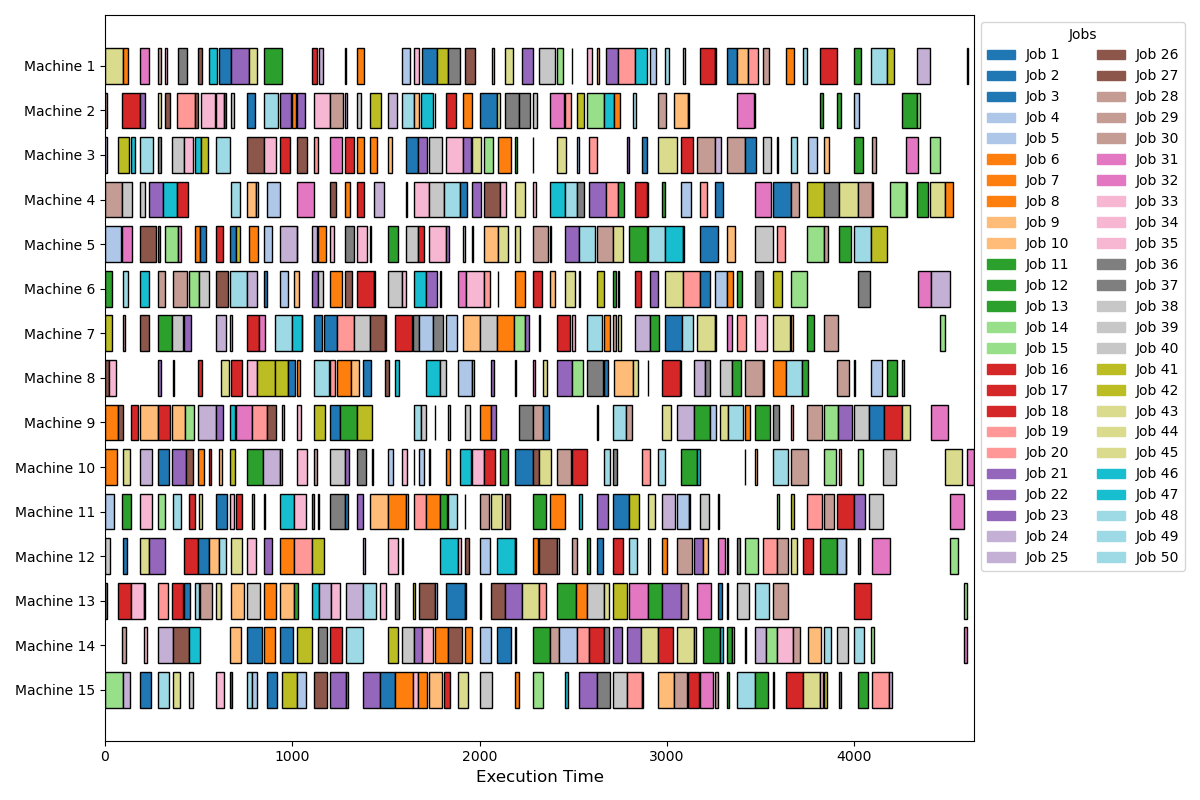 Machine 1
Machine 2
Machine 3
Machine 4
Machine 5
Machine 6
Machine 7
Machine 8
Machine 9
Machine 10
Machine 11
Machine 12
Machine 13
Machine 14
Machine 15
0 1000 2000 3000 4000
Execution Time
Jobs
Job 1 Job 26
Job 2 Job 27
Job 3 Job 28
Job 4 Job 29
Job 5 Job 30
Job 6 Job 31
Job 7 Job 32
Job 8 Job 33
Job 9 Job 34
Job 10 Job 35
Job 11 Job 36
Job 12 Job 37
Job 13 Job 38
Job 14 Job 39
Job 15 Job 40
Job 16 Job 41
Job 17 Job 42
Job 18 Job 43
Job 19 Job 44
Job 20 Job 45
Job 21 Job 46
Job 22 Job 47
Job 23 Job 48
Job 24 Job 49
Job 25 Job 50